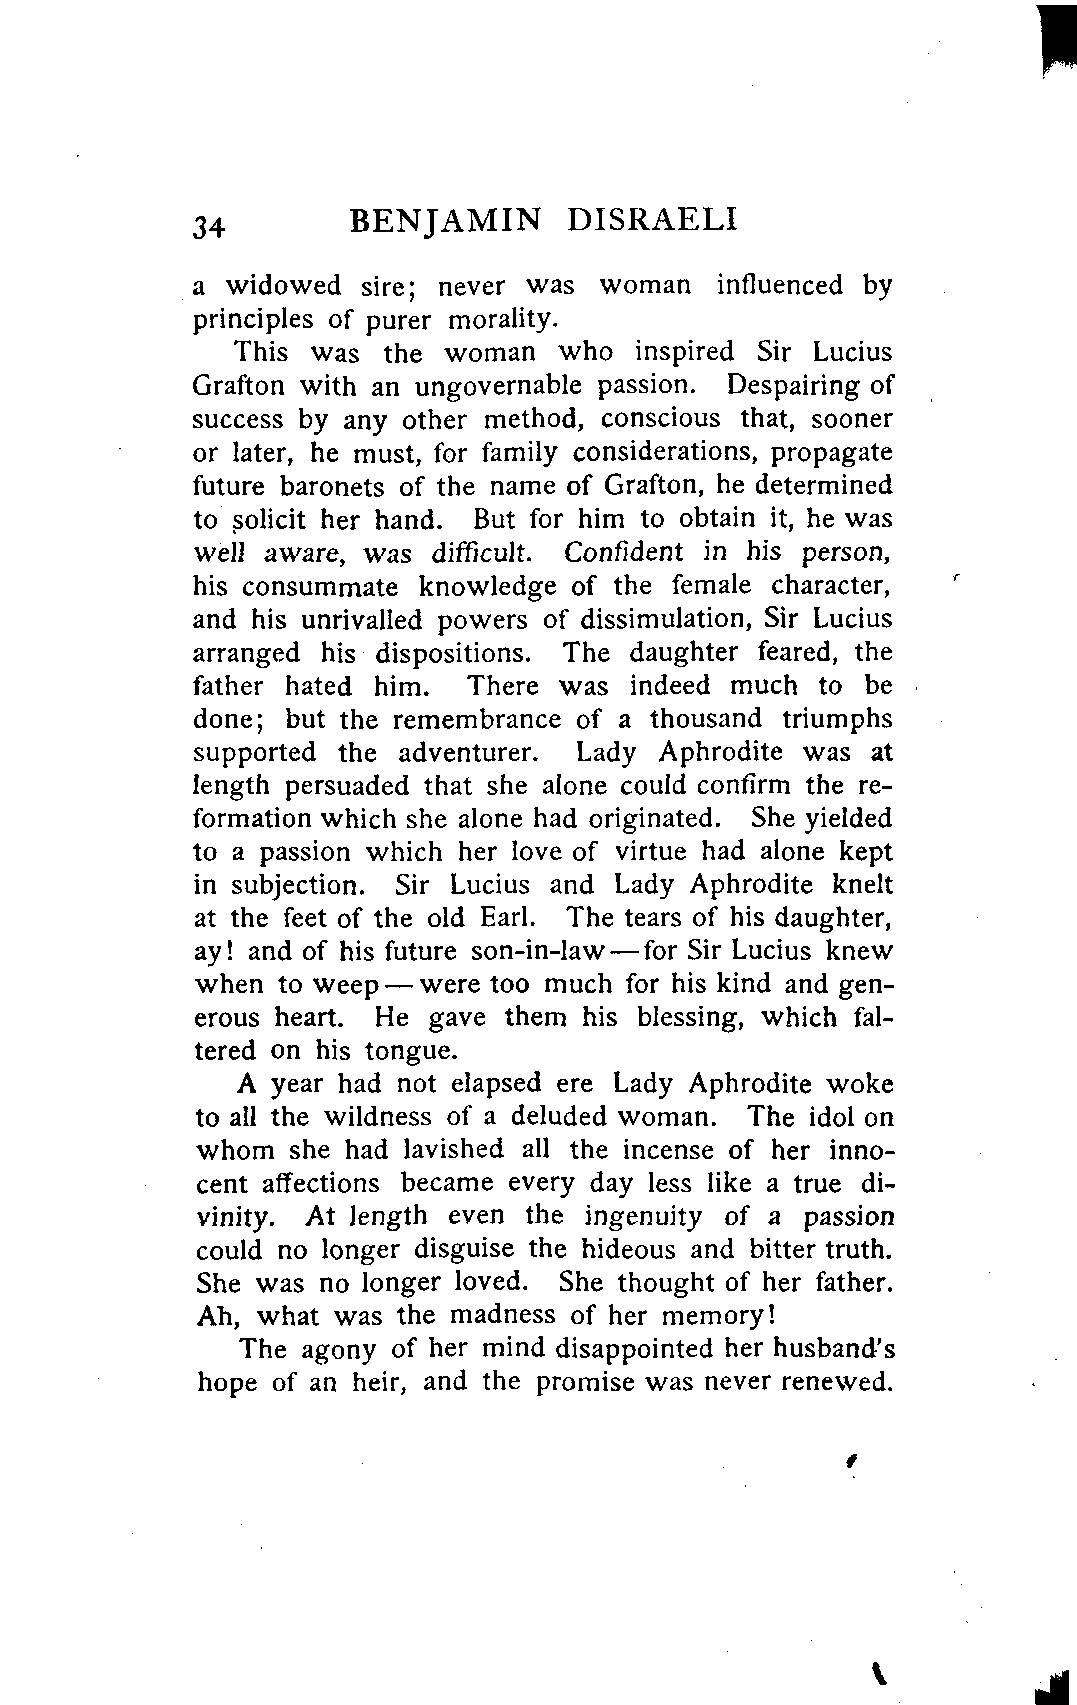 34 BENJAMIN DISRAELI
a widowed sire; never was woman influenced by
principles of purer morality.
This was the woman who inspired Sir Lucius
Grafton with an ungovernable passion. Despairing of
success by any other method, conscious that, sooner
or later, he must, for family considerations, propagate
future baronets of the name of Grafton, he determined
to solicit her hand. But for him to obtain it, he was
well aware, was difficult. Confident in his person,
his consummate knowledge of the female character,
and his unrivalled powers of dissimulation, Sir Lucius
arranged his dispositions. The daughter feared, the
father hated him. There was indeed much to be
done; but the remembrance of a thousand triumphs
supported the adventurer. Lady Aphrodite was at
length persuaded that she alone could confirm the re-
formation which she alone had originated. She yielded
to a passion which her love of virtue had alone kept
in subjection. Sir Lucius and Lady Aphrodite knelt
at the feet of the old Earl. The tears of his daughter,
ay! and of his future son-in-law—for Sir Lucius knew
when to weep—were too much for his kind and gen-
erous heart. He gave them his blessing, which fal-
tered on his tongue.
A year had not elapsed ere Lady Aphrodite woke
to all the wildness of a deluded woman. The idol on
whom she had lavished all the incense of her inno-
cent affections became every day less like a true di-
vinity. At length even the ingenuity of a passion
could no longer disguise the hideous and bitter truth.
She was no longer loved. She thought of her father.
Ah, what was the madness of her memory!
The agony of her mind disappointed her husband's
hope of an heir, and the promise was never renewed.